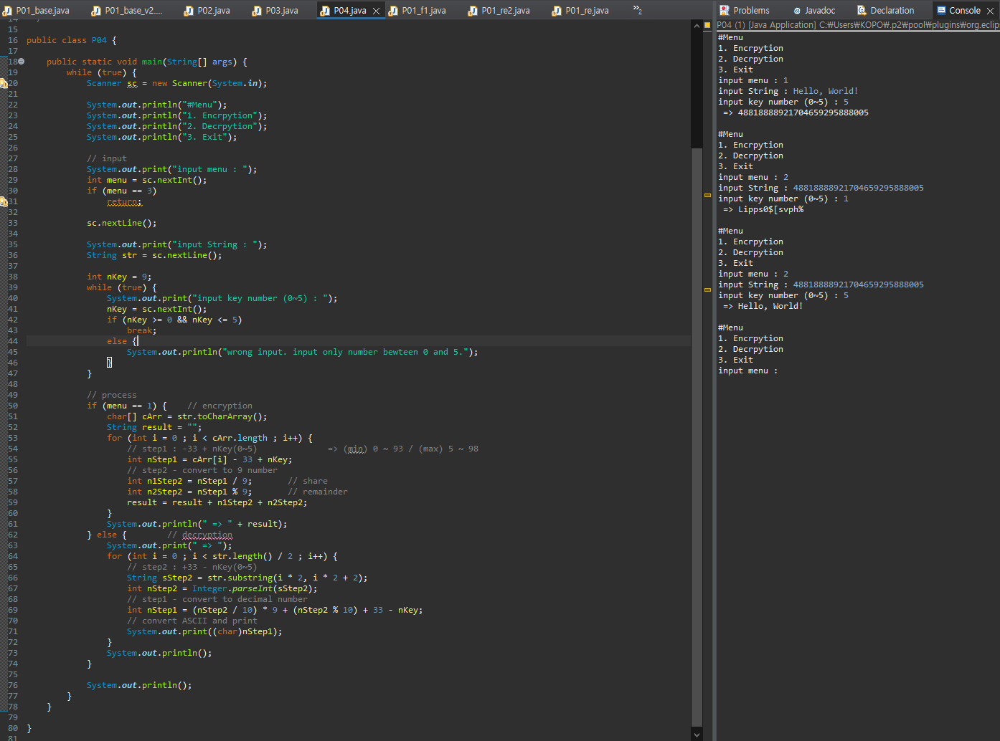 P01_base.java P01_base_v2.... P02.java P03.java P04.java P01_f1.java P01_re2.java P01_re.java »2
14 */
15
16 public class P04 {
17
18 public static void main(String[] args) {
19 while (true) {
20 Scanner sc = new Scanner(System.in);
21
22 System.out.println("#Menu");
23 System.out.println("1. Encrpytion");
24 System.out.println("2. Decrpytion");
25 System.out.println("3. Exit");
26
27 // input
28 System.out.print("input menu : ");
29 int menu = sc.nextInt();
30 if (menu == 3)
31 return;
32
33 sc.nextLine();
34
35 System.out.print("input String : ");
36 String str = sc.nextLine();
37
38 int nKey = 9;
39 while (true) {
40 System.out.print("input key number (0~5) : ");
41 nKey = sc.nextInt();
42 if (nKey >= 0 && nKey <= 5)
43 break;
44 else {
45 System.out.println("wrong input. input only number bewteen 0 and 5.");
46 }
47 }
48
49 // process
50 if (menu == 1) { // encryption
51 char[] cArr = str.toCharArray();
52 String result = "";
53 for (int i = 0 ; i < cArr.length ; i++) {
54 // step1 : -33 + nKey(0~5) => (min) 0 ~ 93 / (max) 5 ~ 98
55 int nStep1 = cArr[i] - 33 + nKey;
56 // step2 - convert to 9 number
57 int n1Step2 = nStep1 / 9; // share
58 int n2Step2 = nStep1 % 9; // remainder
59 result = result + n1Step2 + n2Step2;
60 }
61 System.out.println(" => " + result);
62 } else { // decryption
63 System.out.print(" => ");
64 for (int i = 0 ; i < str.length() / 2 ; i++) {
65 // step2 : +33 - nKey(0~5)
66 String sStep2 = str.substring(i * 2, i * 2 + 2);
67 int nStep2 = Integer.parseInt(sStep2);
68 // step1 - convert to decimal number
69 int nStep1 = (nStep2 / 10) * 9 + (nStep2 % 10) + 33 - nKey;
70 // convert ASCII and print
71 System.out.print((char)nStep1);
72 }
73 System.out.println();
74 }
75
76 System.out.println();
77 }
78 }
79
80 }
81
Problems @ Javadoc Declaration Console
P04 (1) [Java Application] C:₩Users₩KOPO₩.p2₩pool₩plugins₩org.eclips
#Menu
1. Encrpytion
2. Decrpytion
3. Exit
input menu : 1
input String : Hello, World!
input key number (0~5) : 5
=> 48818888921704659295888005
#Menu
1. Encrpytion
2. Decrpytion
3. Exit
input menu : 2
input String : 48818888921704659295888005
input key number (0~5) : 1
=> Lipps0$[svph%
#Menu
1. Encrpytion
2. Decrpytion
3. Exit
input menu : 2
input String : 48818888921704659295888005
input key number (0~5) : 5
=> Hello, World!
#Menu
1. Encrpytion
2. Decrpytion
3. Exit
input menu :